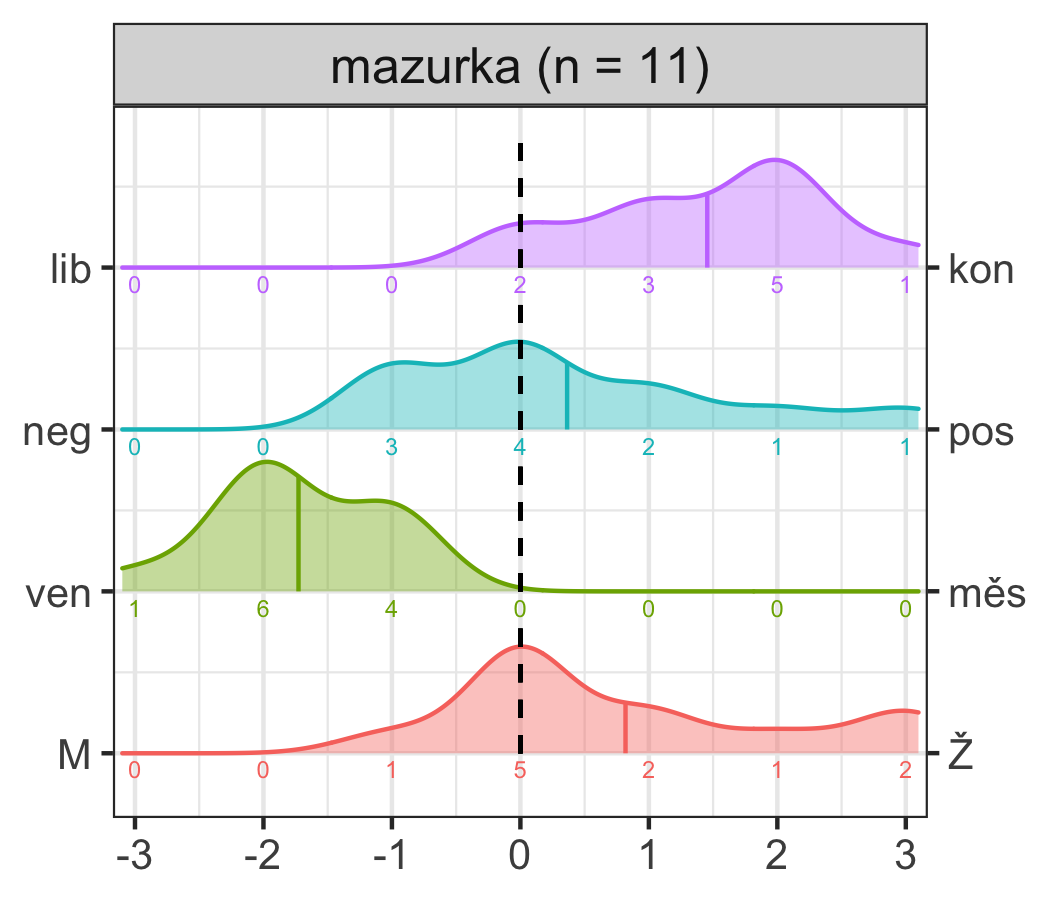 mazurka (n = 11)
lib kon
0 0 0 2 3 5 1
neg pos
0 0 3 4 2 1 1
ven měs
1 6 4 0 0 0 0
M Ž
0 0 1 5 2 1 2
-3 -2 -1 0 1 2 3